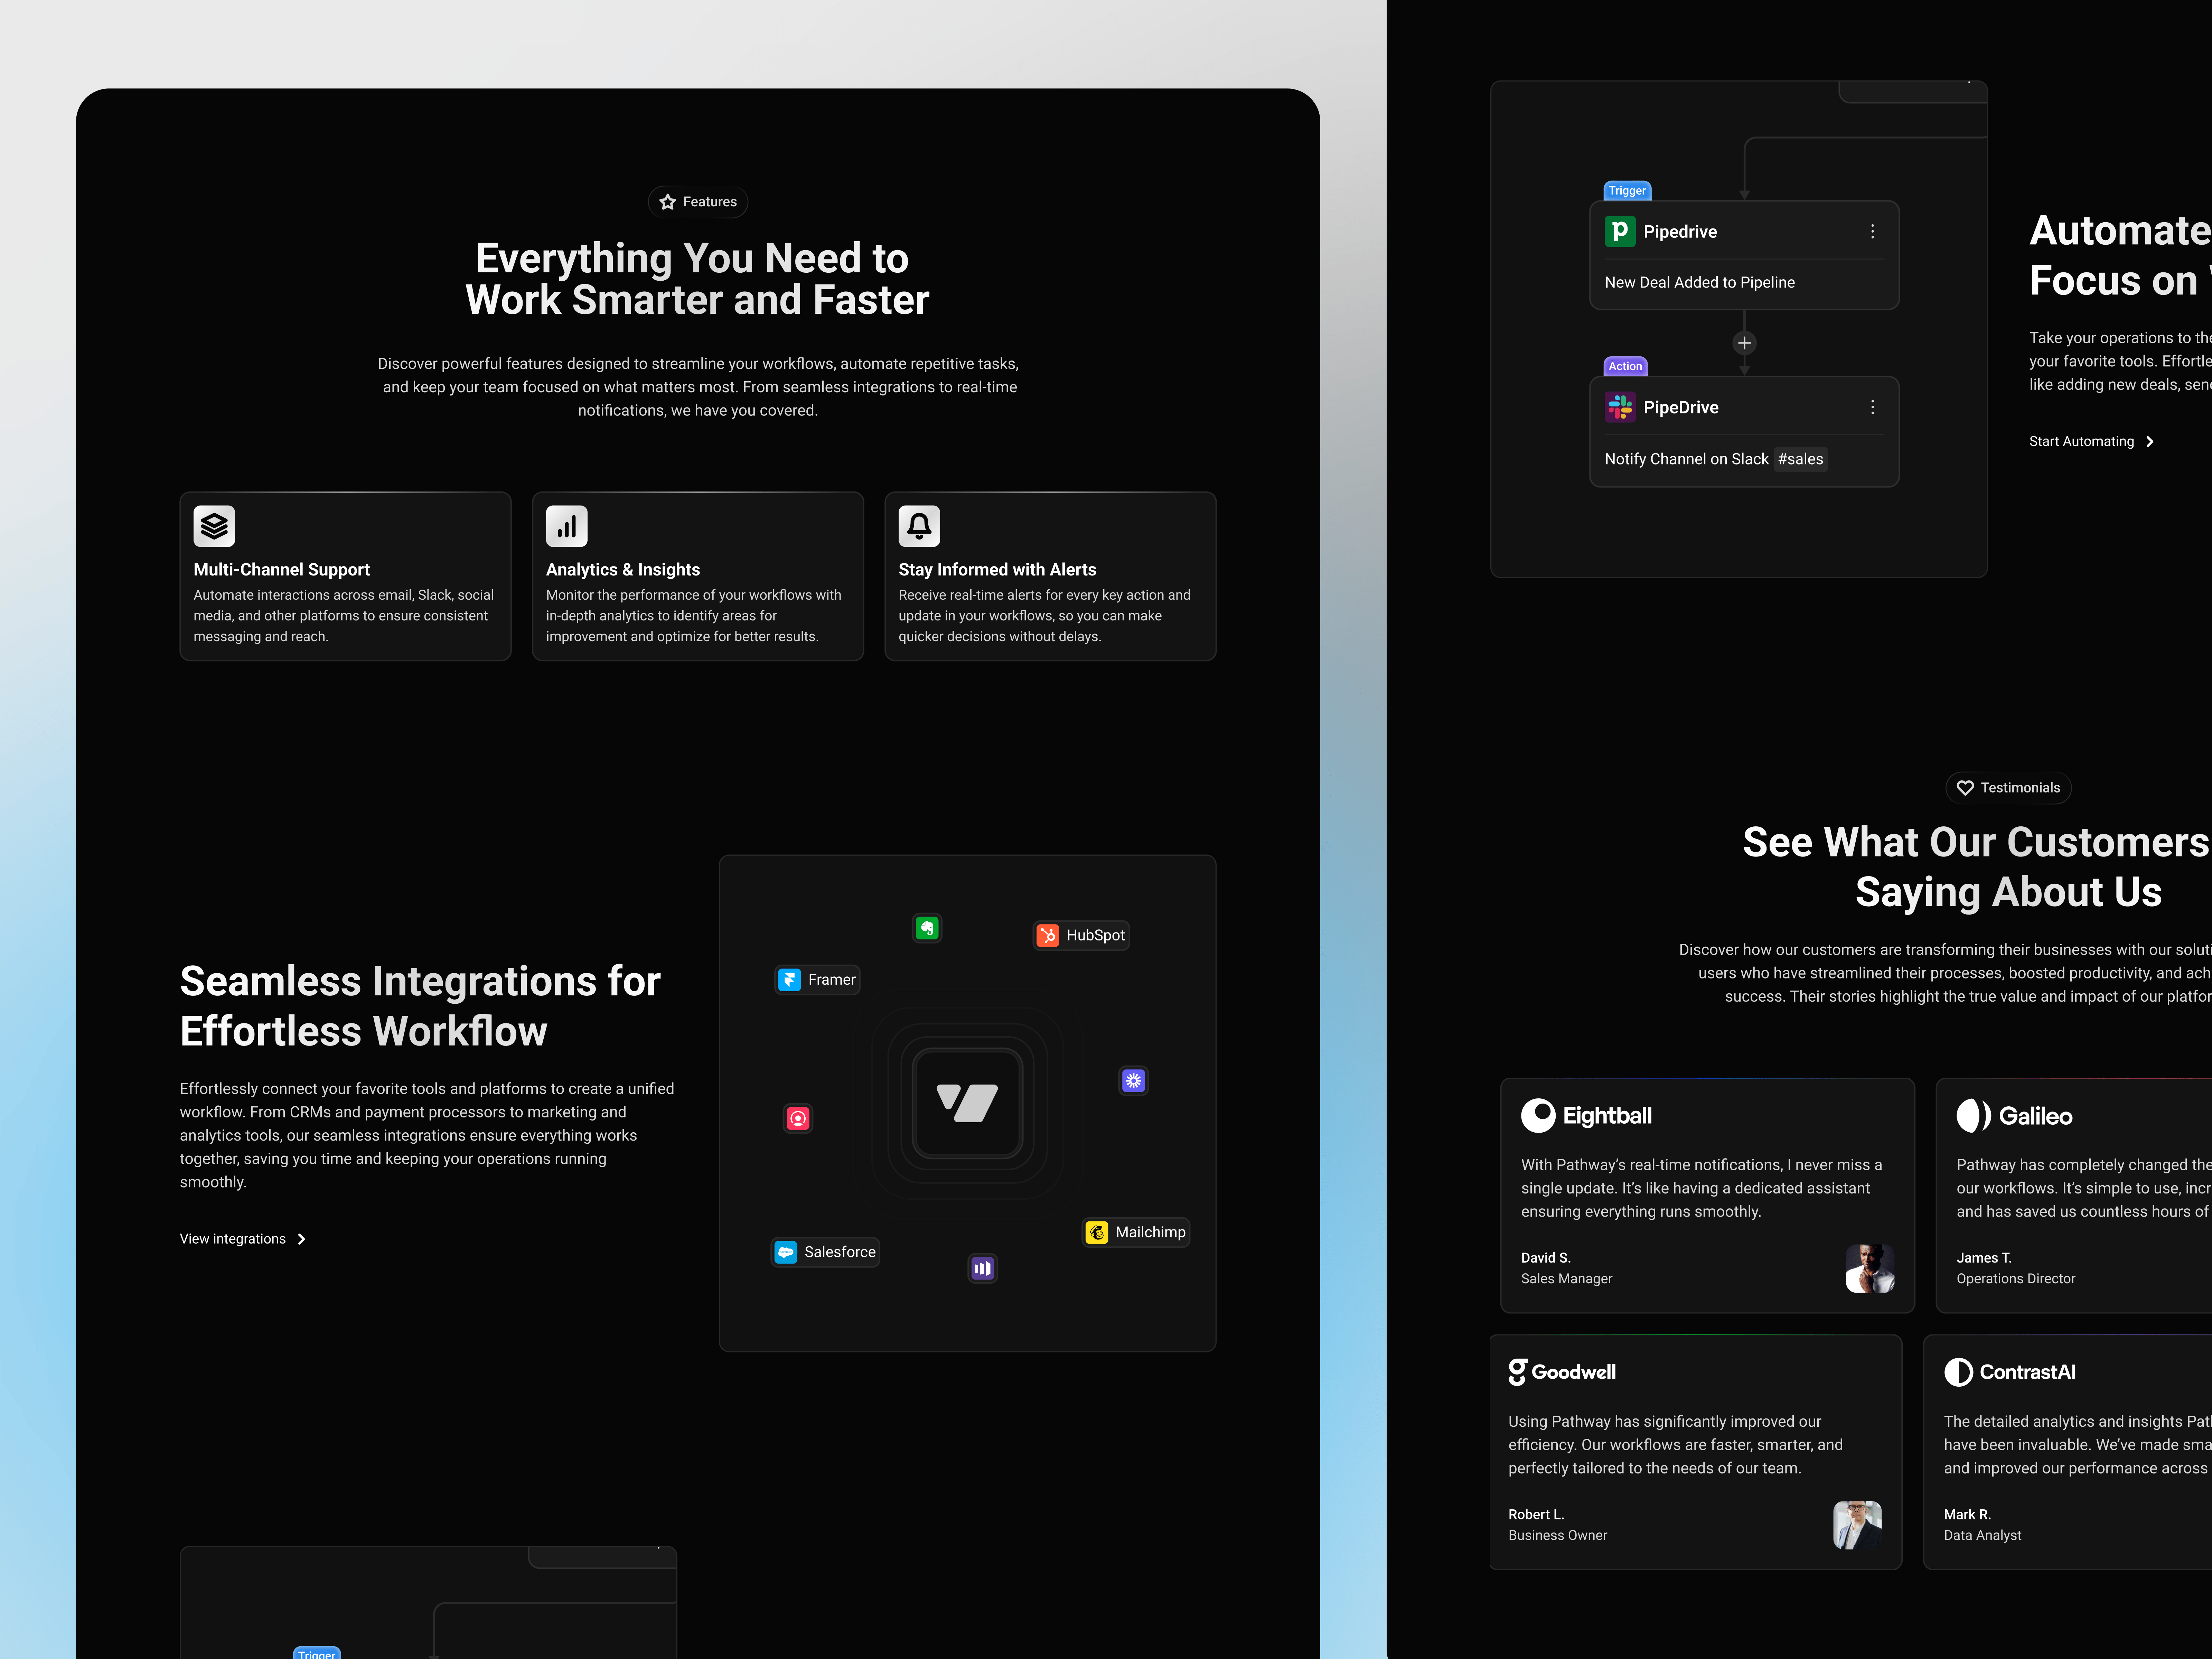 Features
Everything You Need to
Work Smarter and Faster
Discover powerful features designed to streamline your workflows, automate repetitive tasks,
and keep your team focused on what matters most. From seamless integrations to real-time
notifications, we have you covered.
Multi-Channel Support
Automate interactions across email, Slack, social
media, and other platforms to ensure consistent
messaging and reach.
Analytics & Insights
Monitor the performance of your workflows with
in-depth analytics to identify areas for
improvement and optimize for better results.
Stay Informed with Alerts
Receive real-time alerts for every key action and
update in your workflows, so you can make
quicker decisions without delays.
Seamless Integrations for
Effortless Workflow
Effortlessly connect your favorite tools and platforms to create a unified
workflow. From CRMs and payment processors to marketing and
analytics tools, our seamless integrations ensure everything works
together, saving you time and keeping your operations running
smoothly.
View integrations
HubSpot
Framer
Mailchimp
Salesforce
Trigger
Trigger
Pipedrive
New Deal Added to Pipeline
Action
PipeDrive
Notify Channel on Slack #sales
Automate
Focus on
Take your operations to the
your favorite tools. Effortle
like adding new deals, sen
Start Automating
Testimonials
See What Our Customers
Saying About Us
Discover how our customers are transforming their businesses with our soluti
users who have streamlined their processes, boosted productivity, and ach
success. Their stories highlight the true value and impact of our platfor
Eightball
With Pathway’s real-time notifications, I never miss a
single update. It’s like having a dedicated assistant
ensuring everything runs smoothly.
David S.
Sales Manager
Galileo
Pathway has completely changed the
our workflows. It’s simple to use, incr
and has saved us countless hours of
James T.
Operations Director
Goodwell
Using Pathway has significantly improved our
efficiency. Our workflows are faster, smarter, and
perfectly tailored to the needs of our team.
Robert L.
Business Owner
ContrastAI
The detailed analytics and insights Pat
have been invaluable. We’ve made sma
and improved our performance across
Mark R.
Data Analyst